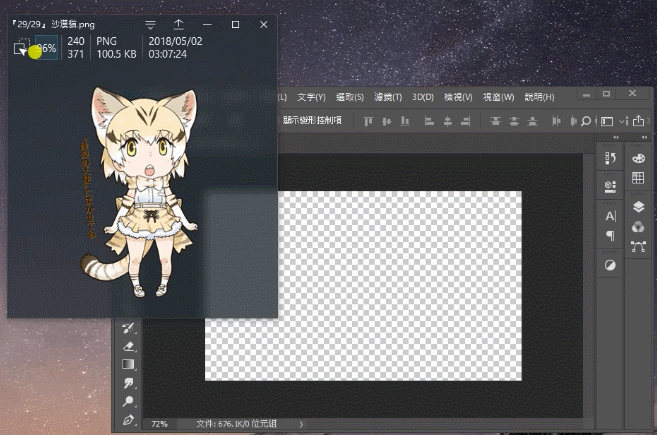 『29/29』 沙漠貓.png
96%
240
371
PNG
100.5 KB
2018/05/02
03:07:24
(L) 文字(Y) 選取(S) 濾鏡(T) 3D(D) 檢視(V) 視窗(W) 說明(H)
顯示變形控制項
72%
文件: 676.1K/0 位元組